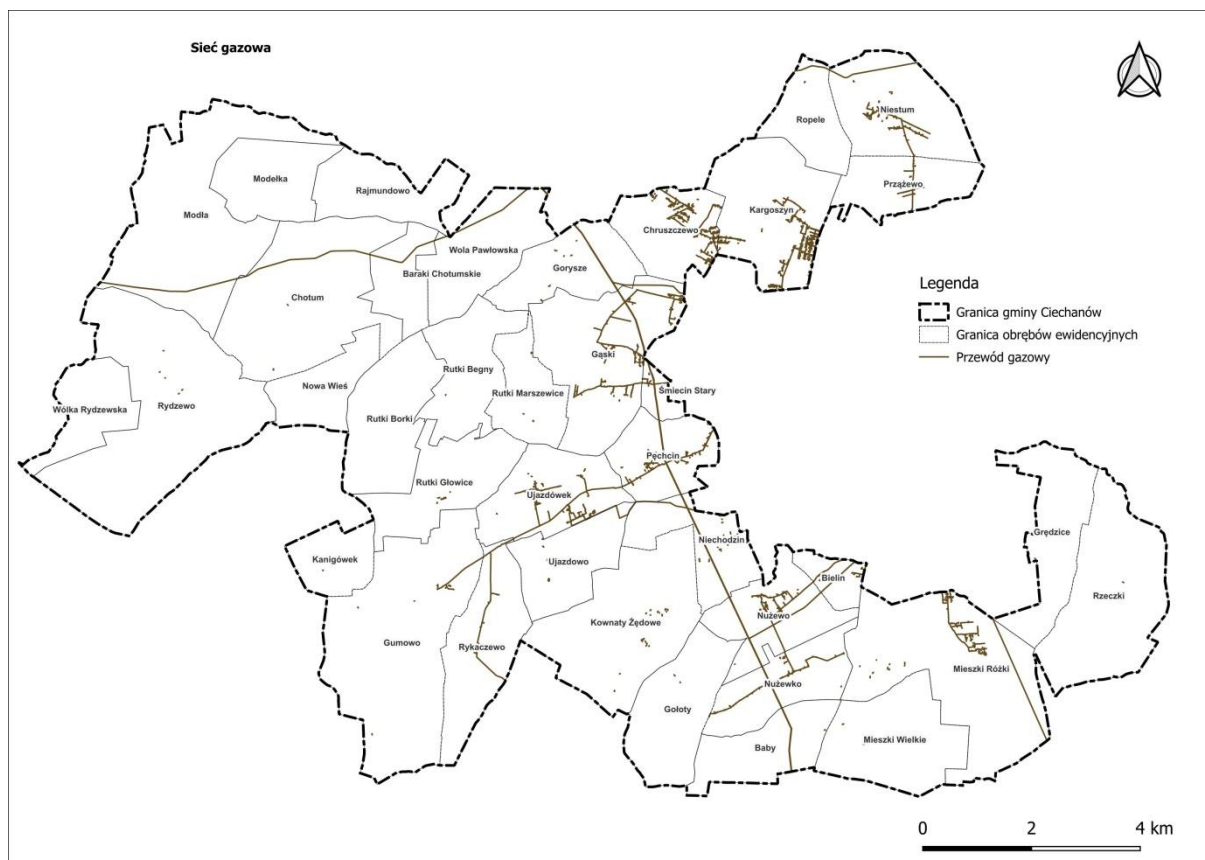 Sieć gazowa
Niestum
Ropele
Modełka
Rajmundowo
Przążewo
Kargoszyn
Modła
Chruszczewo
Wola Pawłowska
Gorysze
Baraki Chotumskie
Chotum
Legenda
Granica gminy Ciechanów
Granica obrębów ewidencyjnych
Przewód gazowy
Gąski
Rutki Begny
Nowa Wieś
Rutki Marszewice
Śmiecin Stary
Wólka Rydzewska
Rydzewo
Rutki Borki
Pęchcin
Rutki Głowice
Ujazdówek
Niechodzin
Grędzice
Kanigówek
Ujazdowo
Bielin
Rzeczki
Nużewo
Kownaty Żędowe
Gumowo
Rykaczewo
Mieszki Różki
Nużewko
Gołoty
Mieszki Wielkie
Baby
0 2 4 km